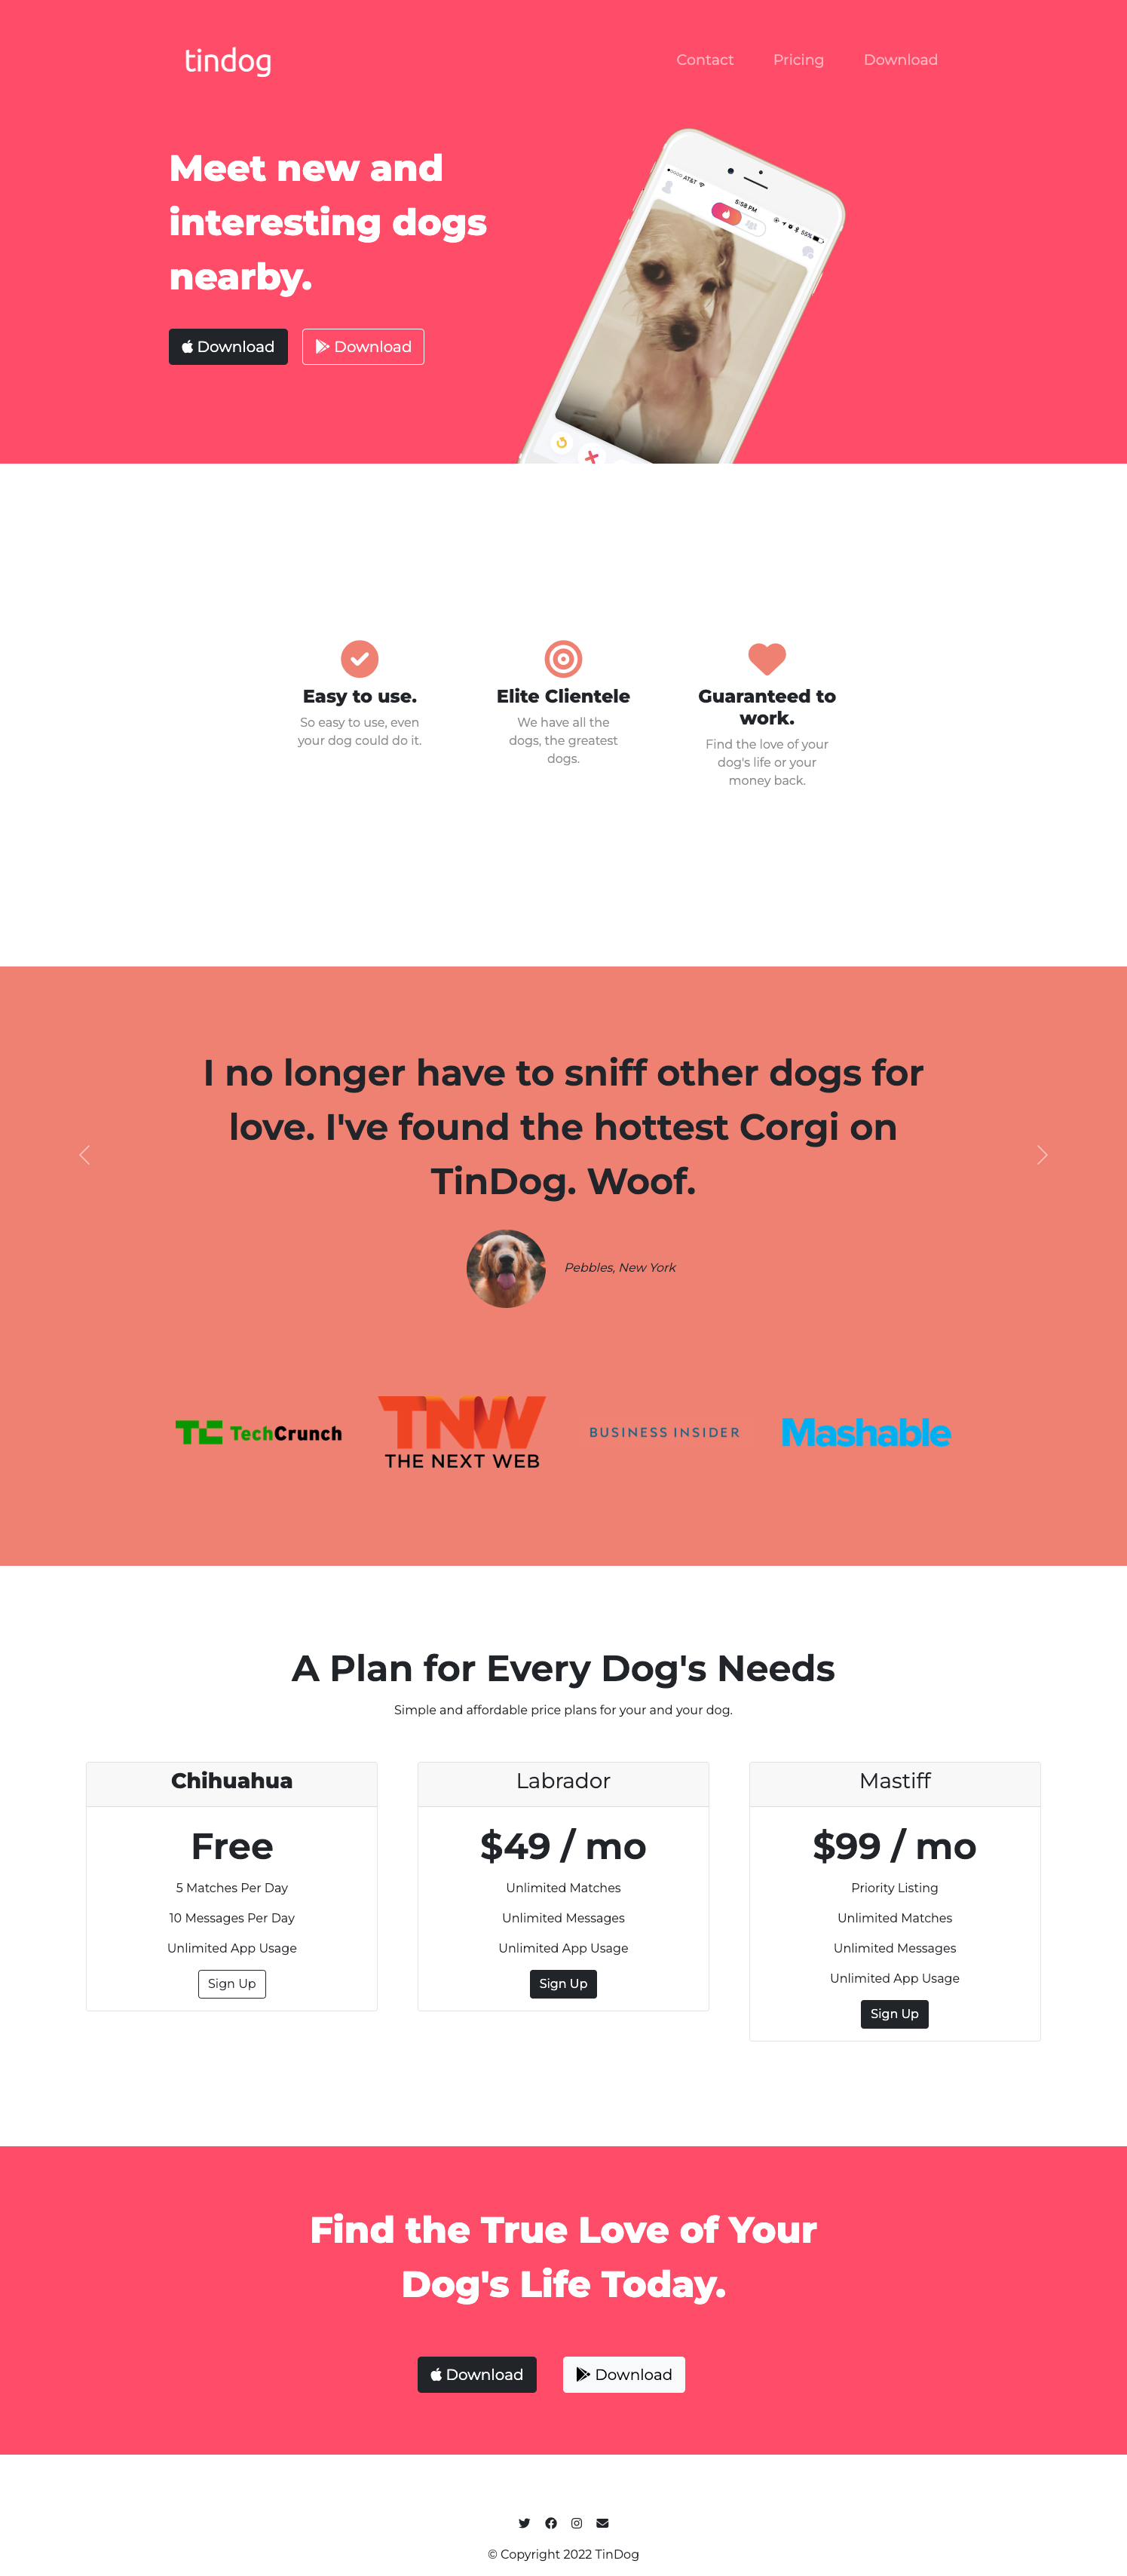 tindog
Contact Pricing Download
Meet new and
interesting dogs
nearby.
Download Download
AT&T 5:58 PM 55%
Easy to use.
So easy to use, even
your dog could do it.
Elite Clientele
We have all the
dogs, the greatest
dogs.
Guaranteed to
work.
Find the love of your
dog's life or your
money back.
I no longer have to sniff other dogs for
love. I've found the hottest Corgi on
TinDog. Woof.
Pebbles, New York
TC TechCrunch
TNW
THE NEXT WEB
BUSINESS INSIDER
Mashable
A Plan for Every Dog's Needs
Simple and affordable price plans for your and your dog.
Chihuahua
Free
5 Matches Per Day
10 Messages Per Day
Unlimited App Usage
Sign Up
Labrador
$49 / mo
Unlimited Matches
Unlimited Messages
Unlimited App Usage
Sign Up
Mastiff
$99 / mo
Priority Listing
Unlimited Matches
Unlimited Messages
Unlimited App Usage
Sign Up
Find the True Love of Your
Dog's Life Today.
Download Download
© Copyright 2022 TinDog